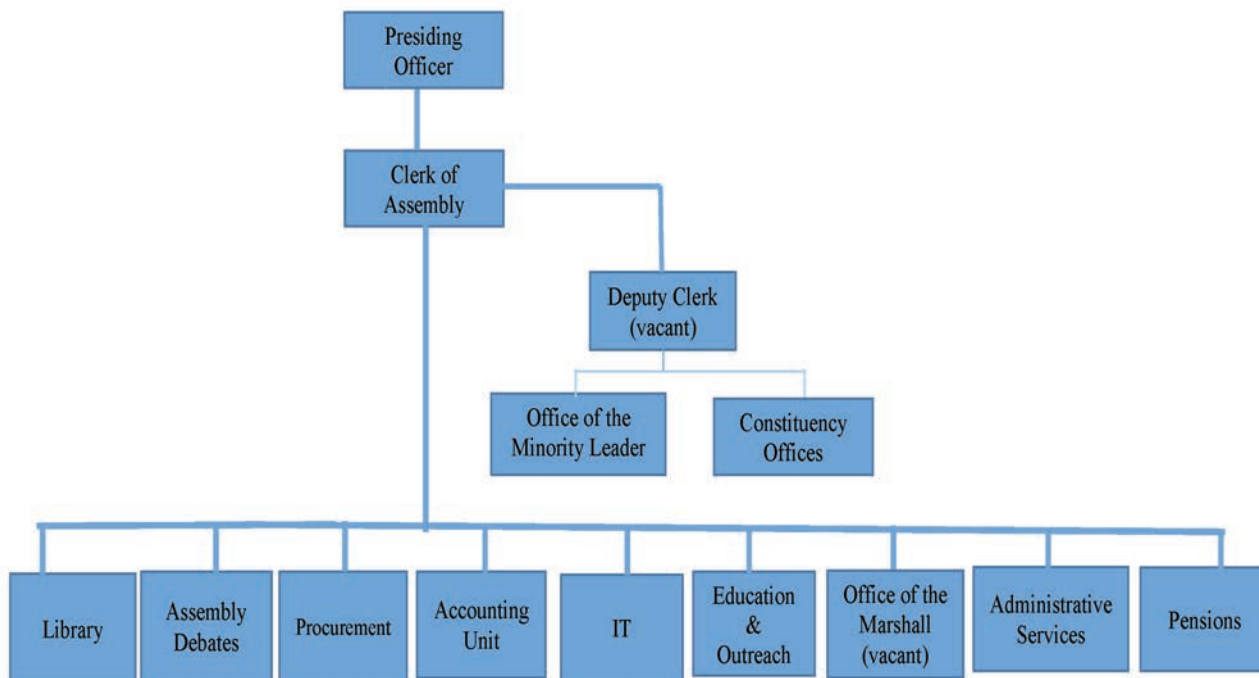 Presiding
Officer
Clerk of
Assembly
Deputy Clerk
(vacant)
Office of the
Minority Leader
Constituency
Offices
Library
Assembly
Debates
Procurement
Accounting
Unit
IT
Education
&
Outreach
Office of the
Marshall
(vacant)
Administrative
Services
Pensions